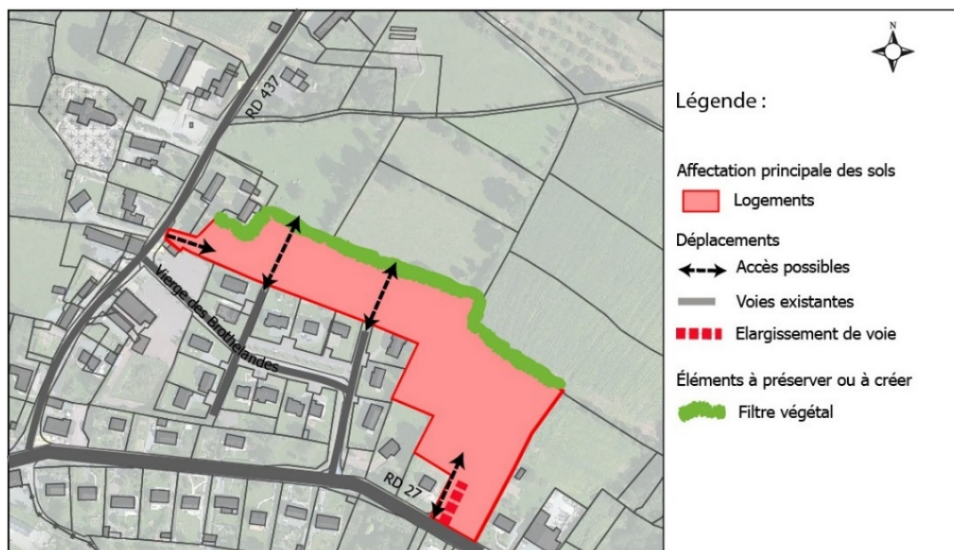 N
Légende :
Affectation principale des sols
Logements
Déplacements
Accès possibles
Voies existantes
Elargissement de voie
Éléments à préserver ou à créer
Filtre végétal
RD 437
Vierge des Brothelandes
RD 27